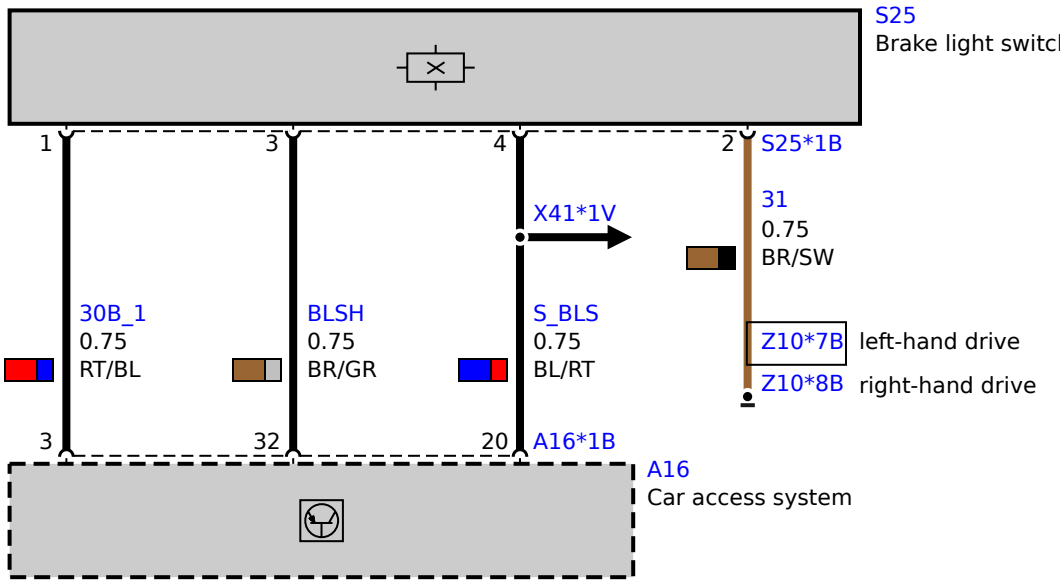 S25
Brake light switch
1
3
4
2
S25*1B
X41*1V
31
0.75
BR/SW
30B_1
0.75
RT/BL
BLSH
0.75
BR/GR
S_BLS
0.75
BL/RT
Z10*7B
left-hand drive
Z10*8B
right-hand drive
3
32
20
A16*1B
A16
Car access system